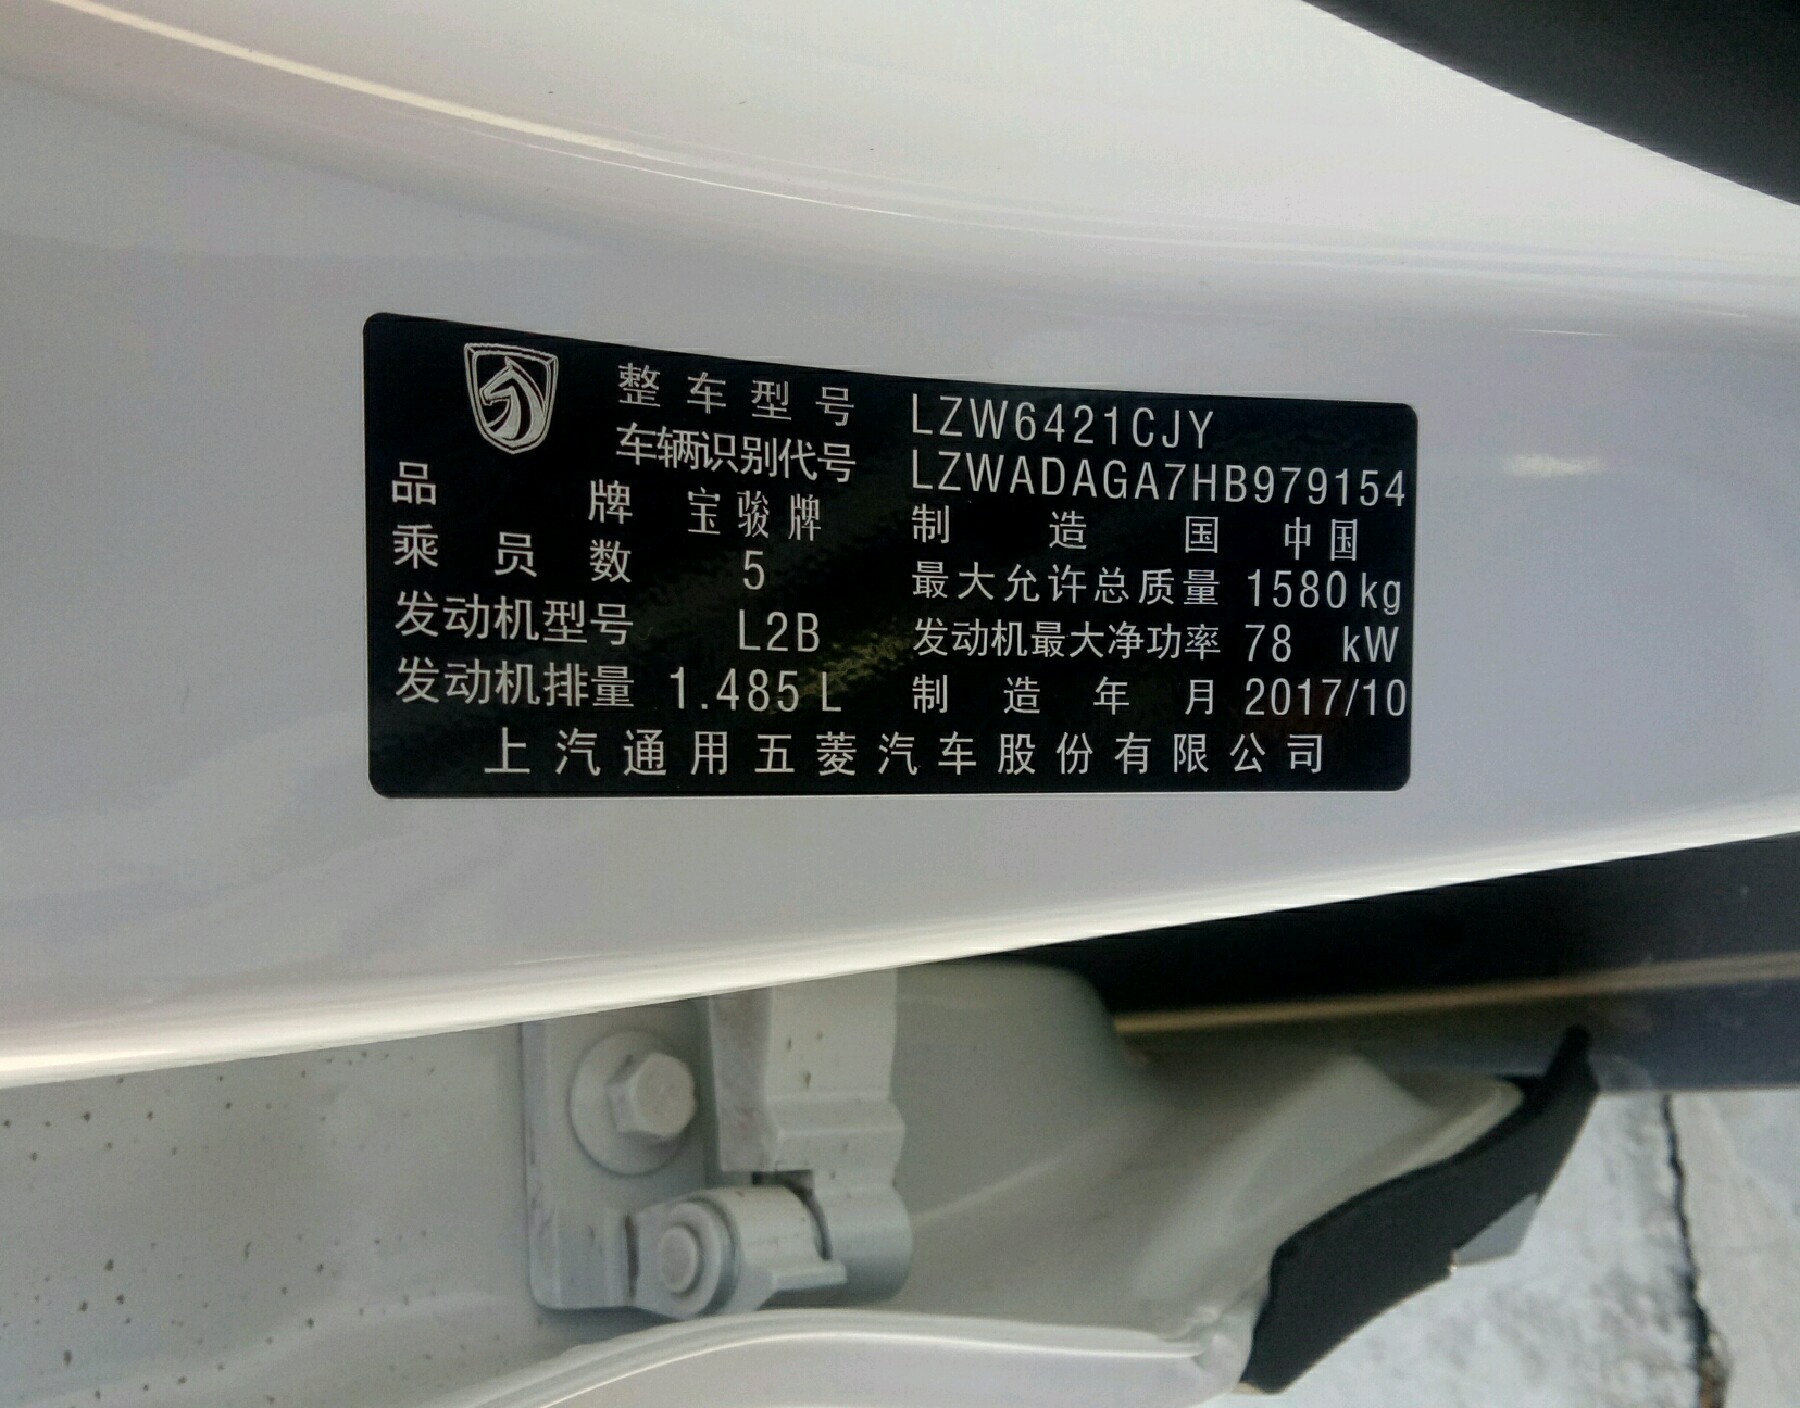 整车型号 LZW6421CJY
车辆识别代号 LZWADAGA7HB979154
品牌 宝骏牌 制造国 中国
乘员数 5 最大允许总质量 1580 kg
发动机型号 L2B 发动机最大净功率 78 kW
发动机排量 1.485 L 制造年月 2017/10
上汽通用五菱汽车股份有限公司